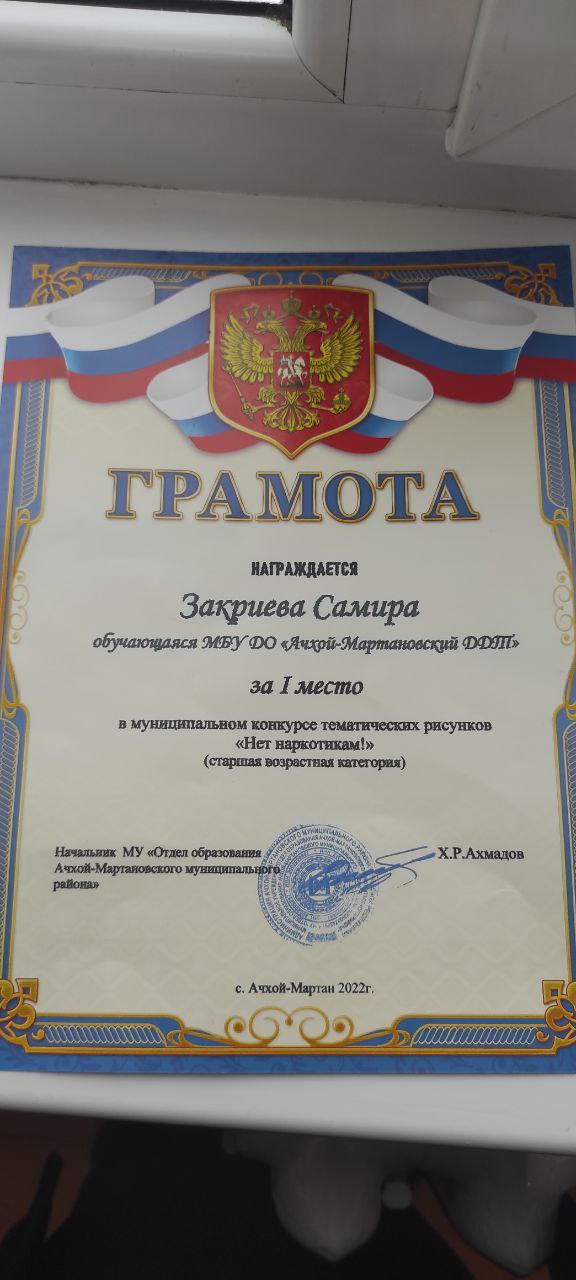 ГРАМОТА
НАГРАЖДАЕТСЯ
Закриева Самира
обучающаяся МБУ ДО «Ачхой-Мартановский ДДТ»
за I место
в муниципальном конкурсе тематических рисунков
«Нет наркотикам!»
(старшая возрастная категория)
Начальник МУ «Отдел образования
Ачхой-Мартановского муниципального
района»
Х.Р.Ахмадов
с. Ачхой-Мартан 2022г.